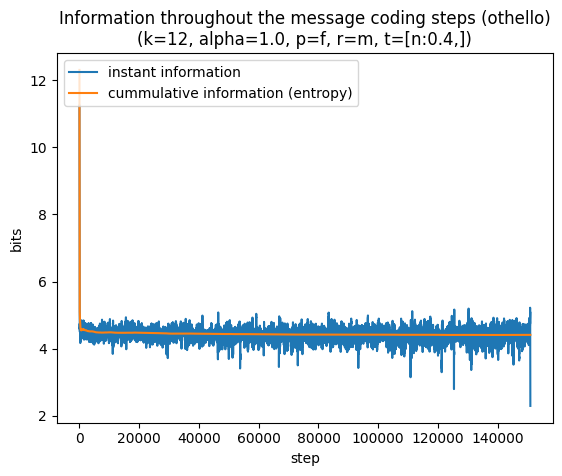 Information throughout the message coding steps (othello)
(k=12, alpha=1.0, p=f, r=m, t=[n:0.4,])
instant information
cummulative information (entropy)
12
10
8
6
4
2
bits
0 20000 40000 60000 80000 100000 120000 140000
step